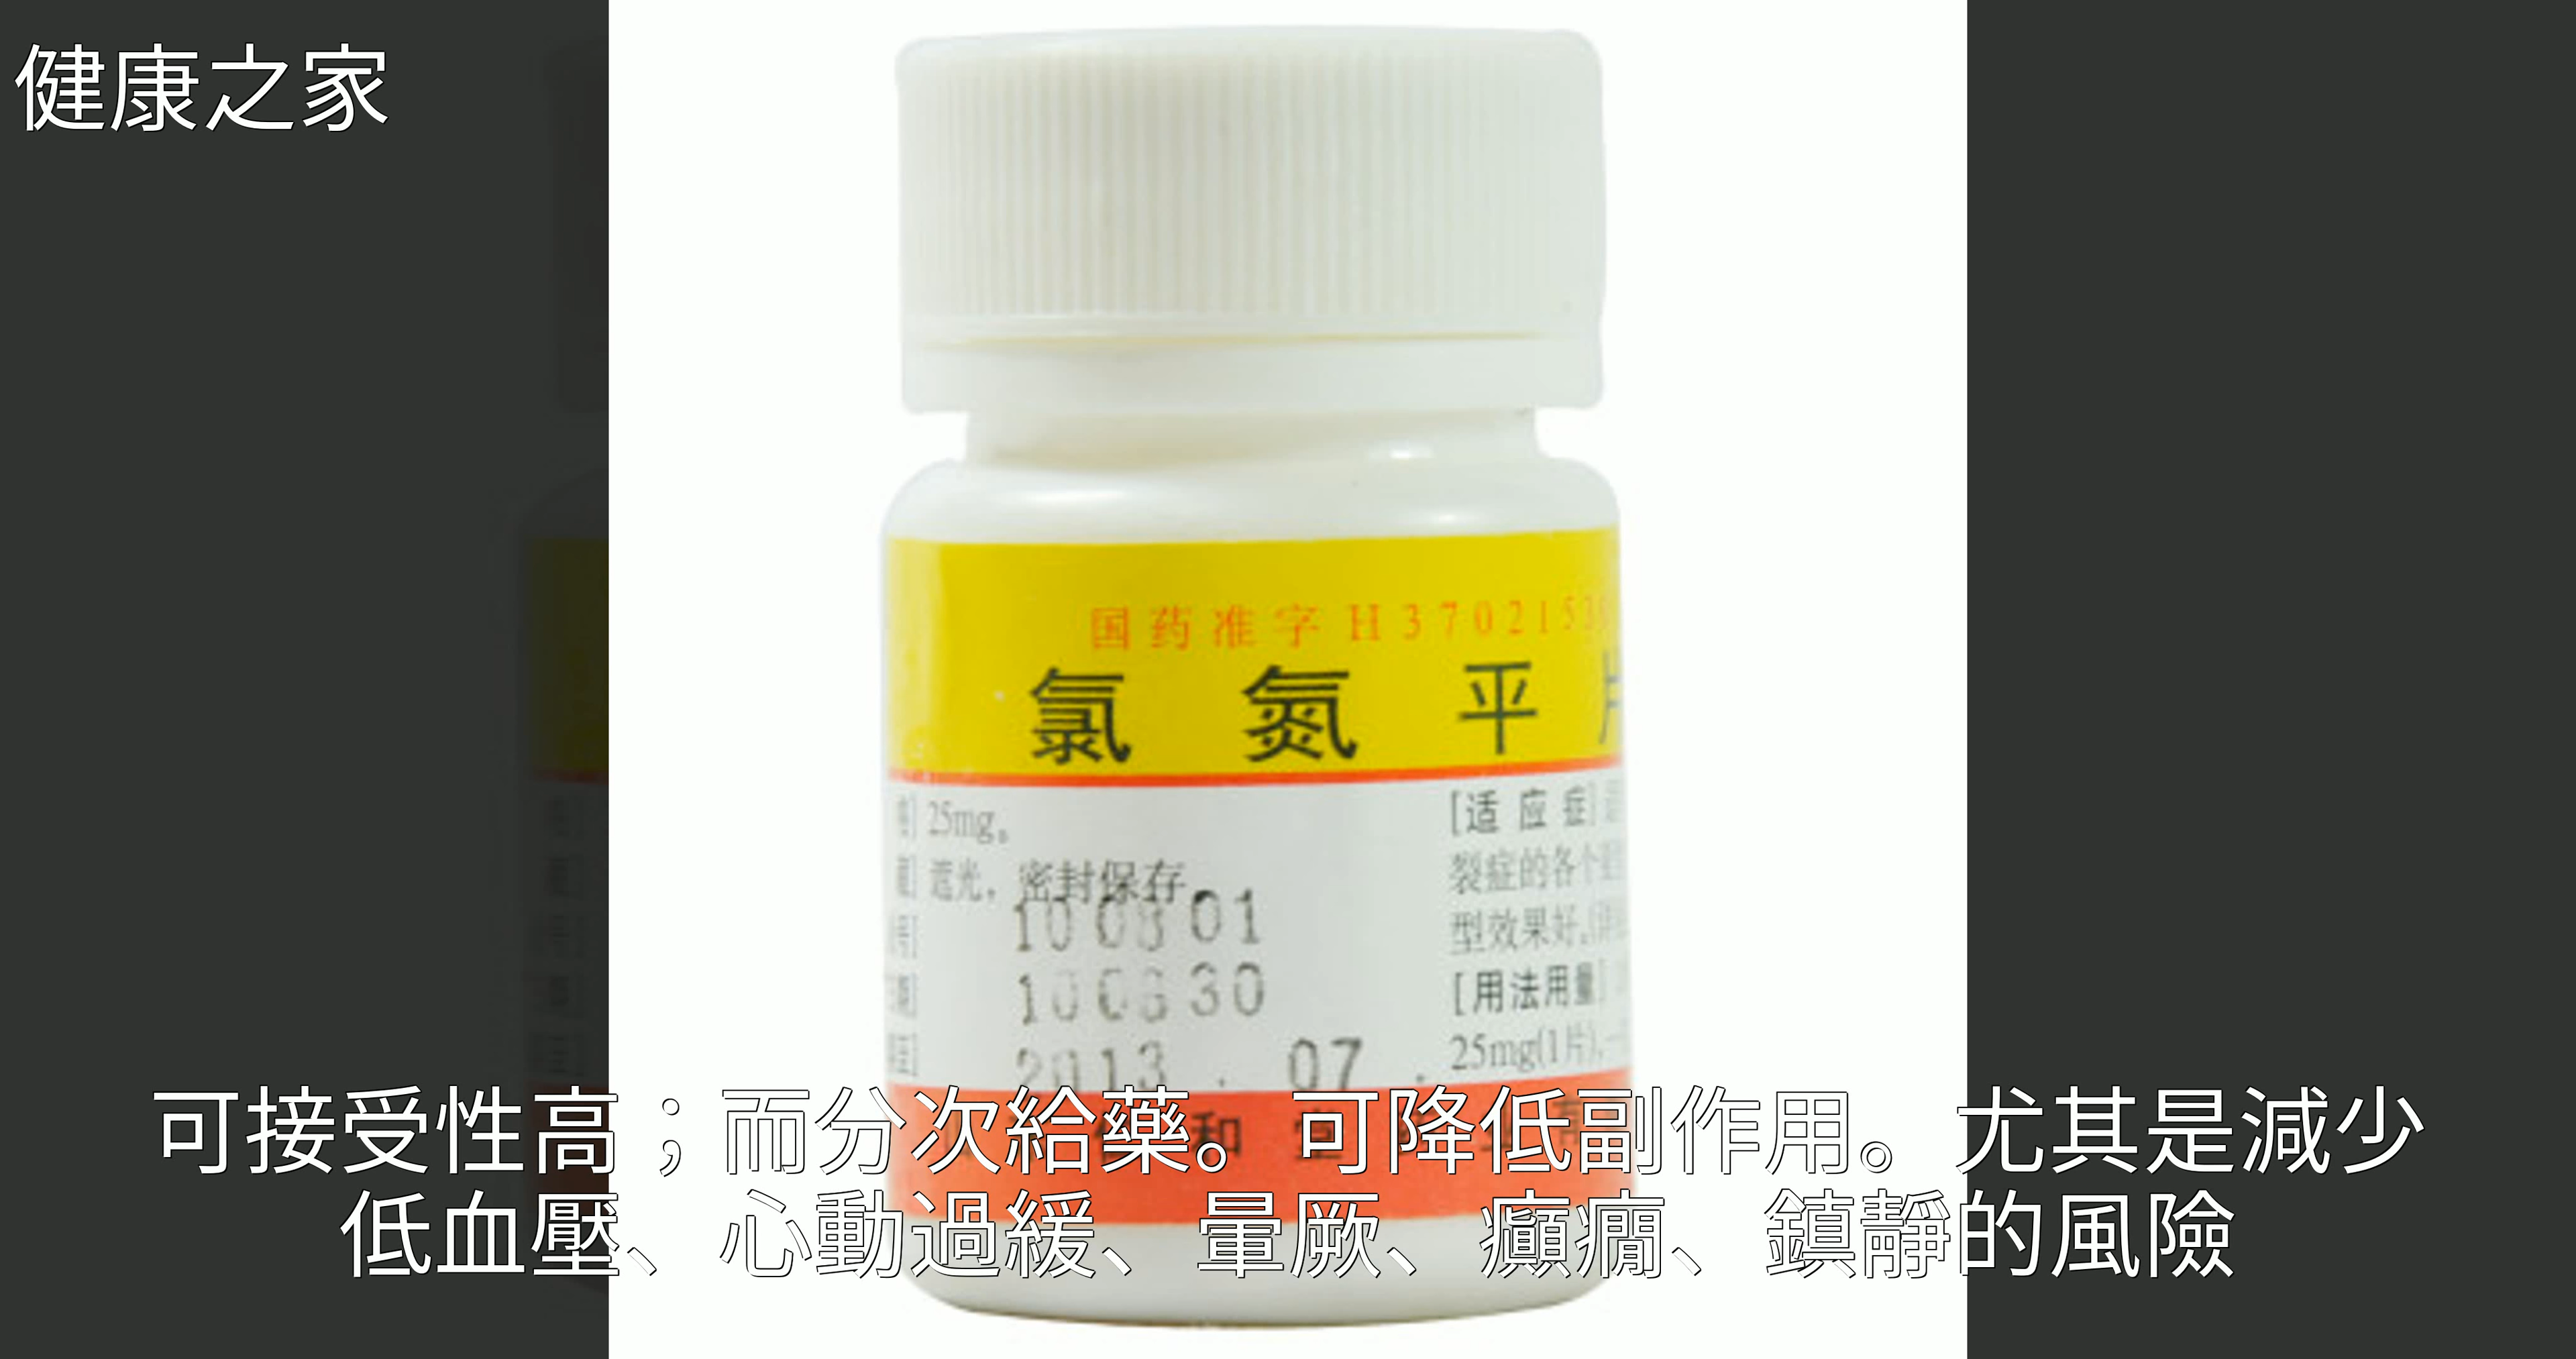 健康之家
国药准字H3702153
氯氮平片
25mg。
遮光，密封保存。
100801
100830
2013.07.
[适应症]
裂症的各个
型效果好。
[用法用量]
25mg(1片),一
和
可接受性高；而分次給藥。可降低副作用。尤其是減少
低血壓、心動過緩、暈厥、癲癇、鎮靜的風險